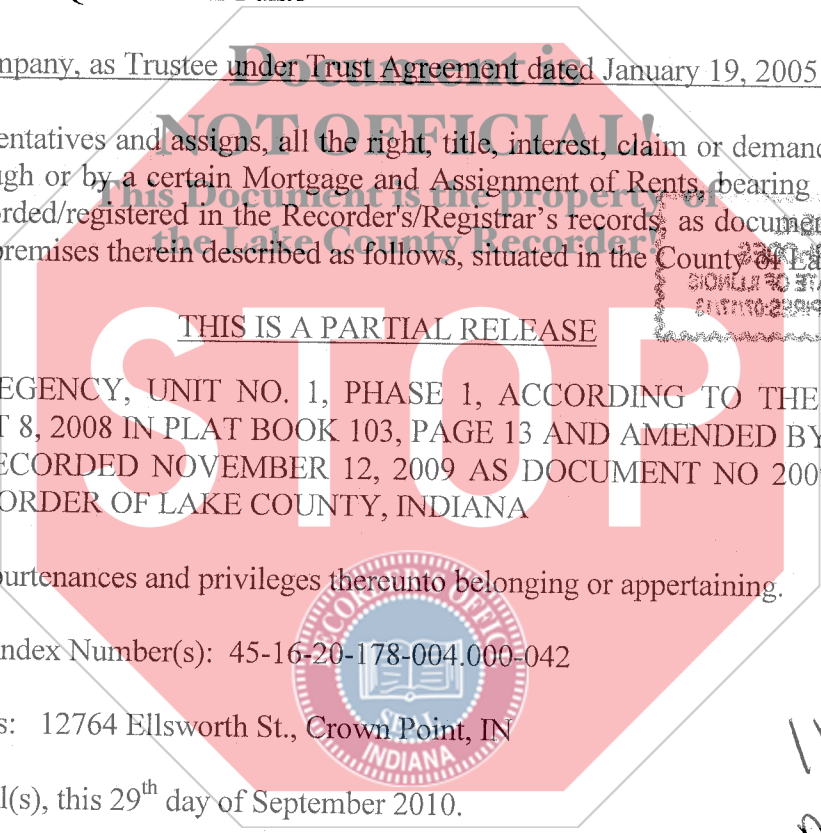 Document is
mpany, as Trustee under Trust Agreement dated January 19, 2005
NOT OFFICIAL!
entatives and assigns, all the right, title, interest, claim or demand
ugh or by a certain Mortgage and Assignment of Rents, bearing
This Document is the property of
orded/registered in the Recorder's/Registrar's records, as documen
the Lake County Recorder!
premises therein described as follows, situated in the County of La
THIS IS A PARTIAL RELEASE
STOP
EGENCY, UNIT NO. 1, PHASE 1, ACCORDING TO THE
T 8, 2008 IN PLAT BOOK 103, PAGE 13 AND AMENDED BY
ECORDED NOVEMBER 12, 2009 AS DOCUMENT NO 200
ORDER OF LAKE COUNTY, INDIANA
purtenances and privileges thereunto belonging or appertaining.
RECORDER'S OFFICE
ndex Number(s): 45-16-20-178-004.000-042
SEAL
s: 12764 Ellsworth St., Crown Point, IN
INDIANA
l(s), this 29th day of September 2010.